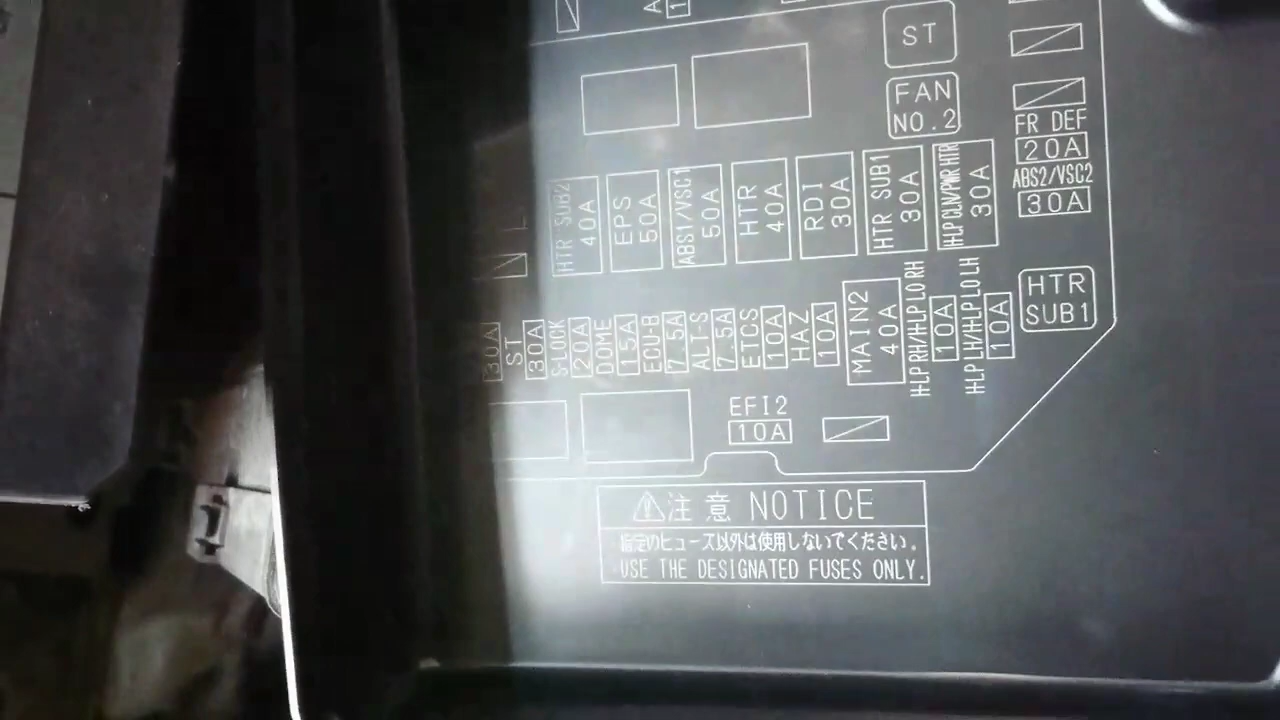 ST
FAN
NO.2
FR DEF
20A
ABS2/VSC2
30A
HTR SUB2
40A
EPS
50A
ABS1/VSC1
50A
HTR
40A
RDI
30A
HTR SUB1
30A
H-LP CLN/PWR HTR
30A
HTR
SUB1
30A
ST
30A
S-LOCK
20A
DOME
15A
ECU-B
7.5A
ALT-S
7.5A
ETCS
10A
HAZ
10A
MAIN2
40A
H-LP RH/H-LP LO RH
10A
H-LP LH/H-LP LO LH
10A
EFI2
10A
注意 NOTICE
指定のヒューズ以外は使用しないでください。
USE THE DESIGNATED FUSES ONLY.